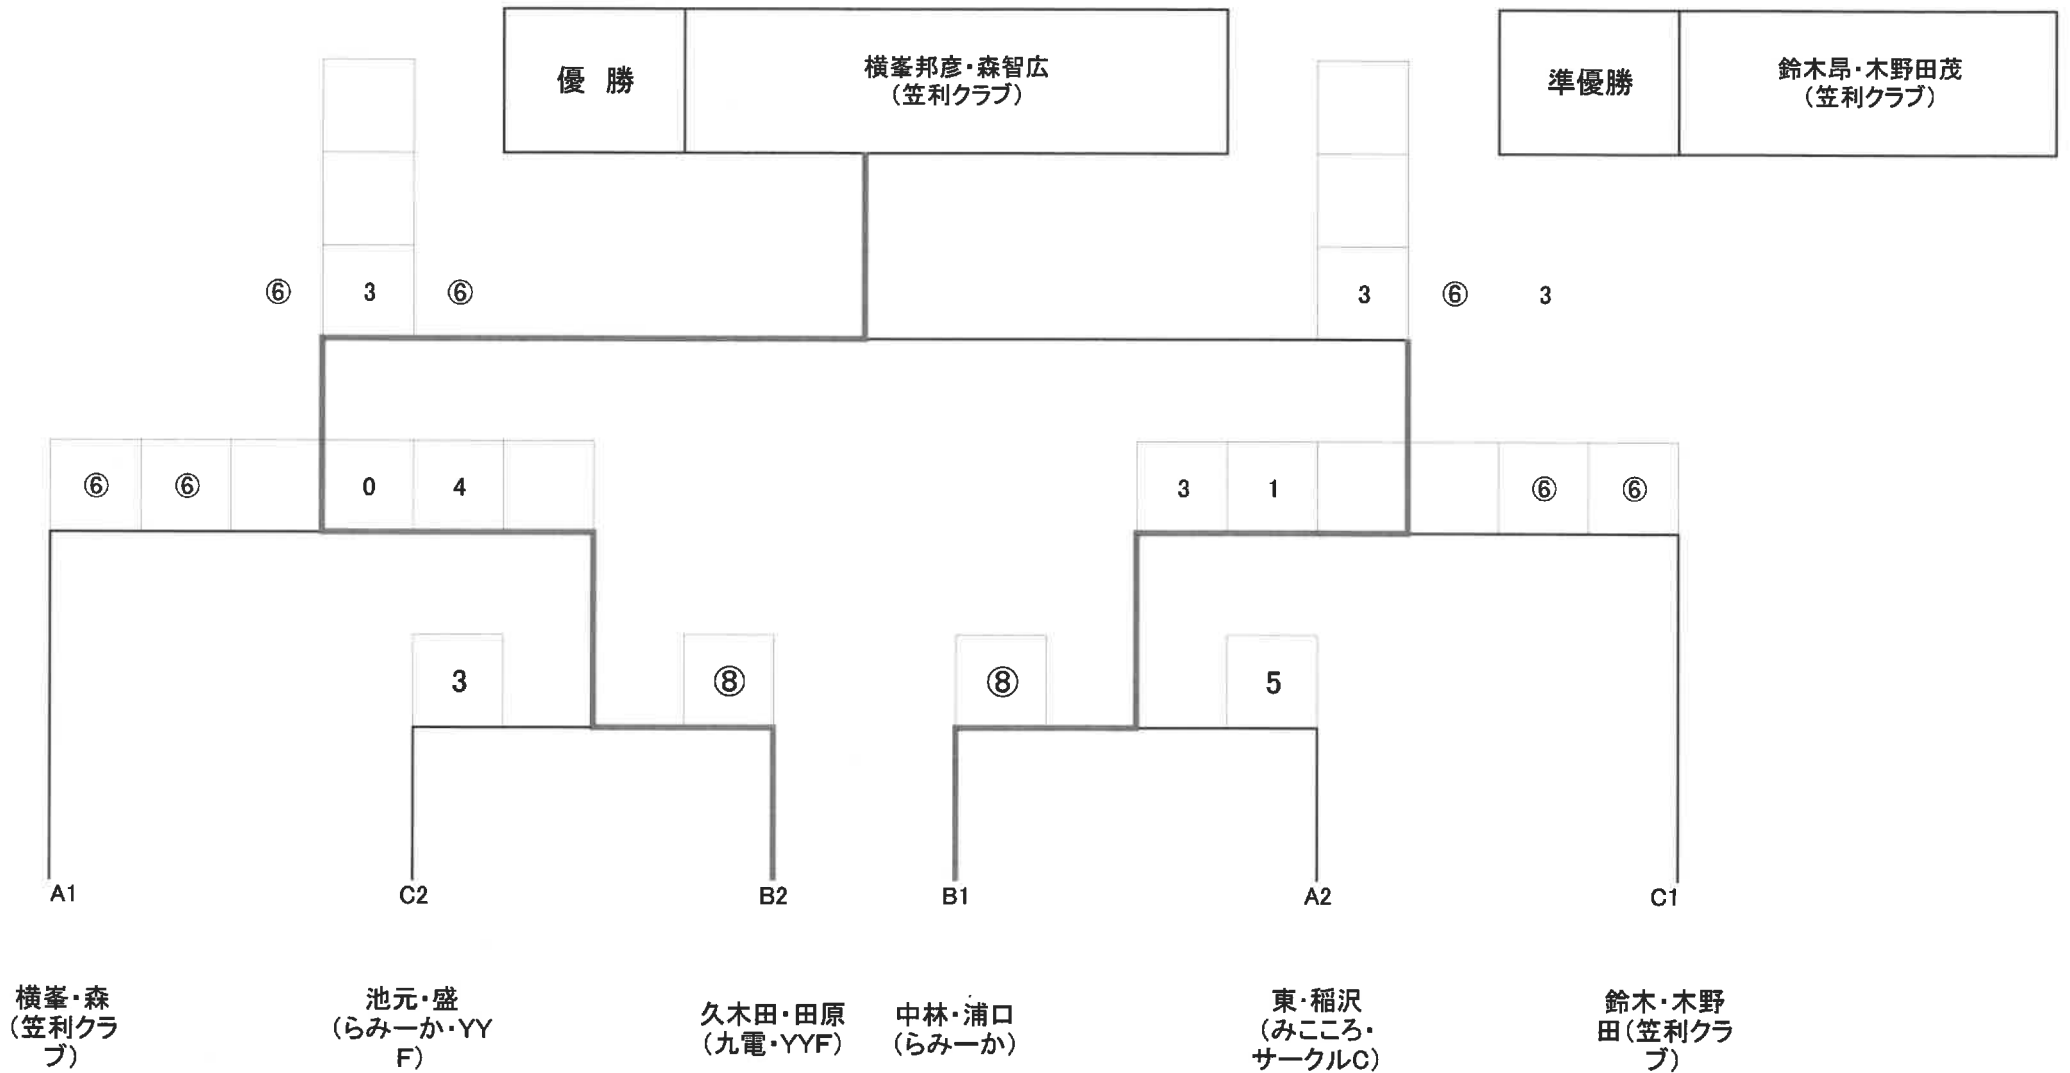 優 勝
横峯邦彦・森智広
(笠利クラブ)
準優勝
鈴木昂・木野田茂
(笠利クラブ)
⑥ 3 ⑥
3 ⑥ 3
⑥ ⑥ 0 4
3 1 ⑥ ⑥
3 ⑧
⑧ 5
A1
C2
B2
B1
A2
C1
横峯・森
(笠利クラ
ブ)
池元・盛
(らみーか・YY
F)
久木田・田原
(九電・YYF)
中林・浦口
(らみーか)
東・稲沢
(みこころ・
サークルC)
鈴木・木野
田(笠利クラ
ブ)